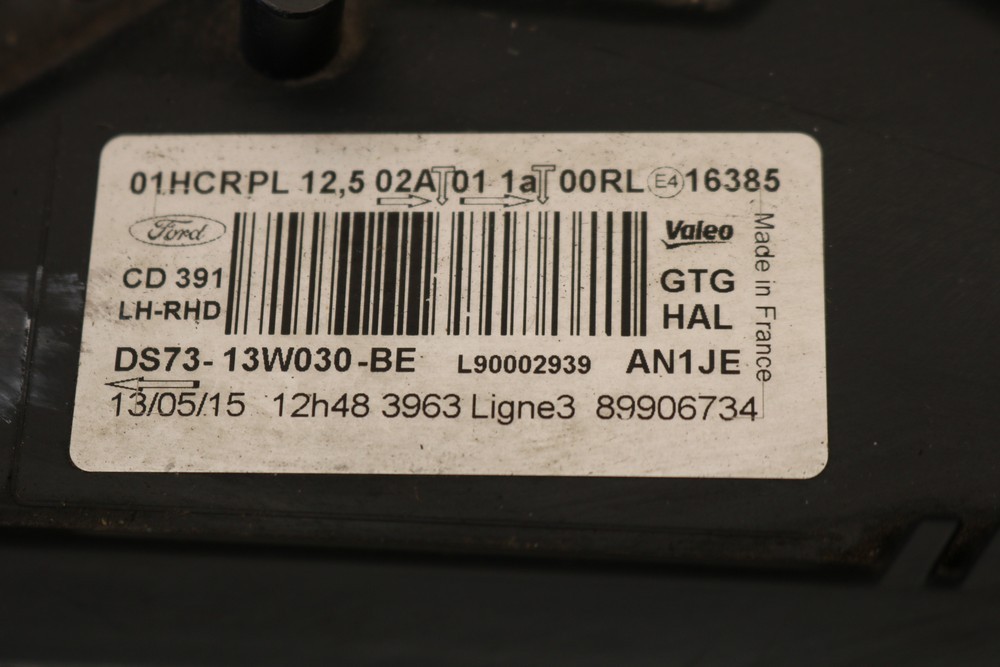 01HCRPL 12,5 02A 01 1a 00RL E4 16385
Ford
Valeo
CD 391
GTG
LH-RHD
HAL
Made in France
DS73-13W030-BE L90002939 AN1JE
13/05/15 12h48 3963 Ligne3 89906734